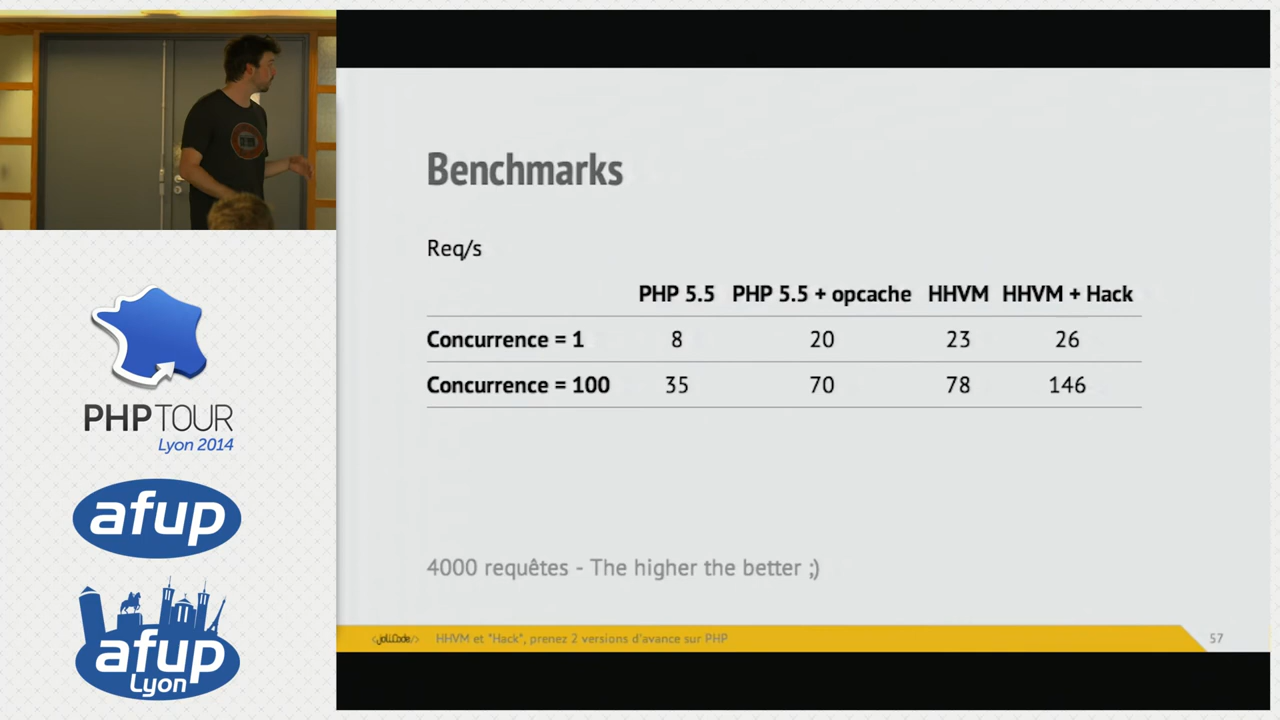 Benchmarks
Req/s
PHP 5.5 PHP 5.5 + opcache HHVM HHVM + Hack
Concurrence = 1 8 20 23 26
Concurrence = 100 35 70 78 146
4000 requêtes - The higher the better ;)
<JoliCode/> HHVM et "Hack", prenez 2 versions d'avance sur PHP 57
PHPTOUR
Lyon 2014
afup
afup
Lyon